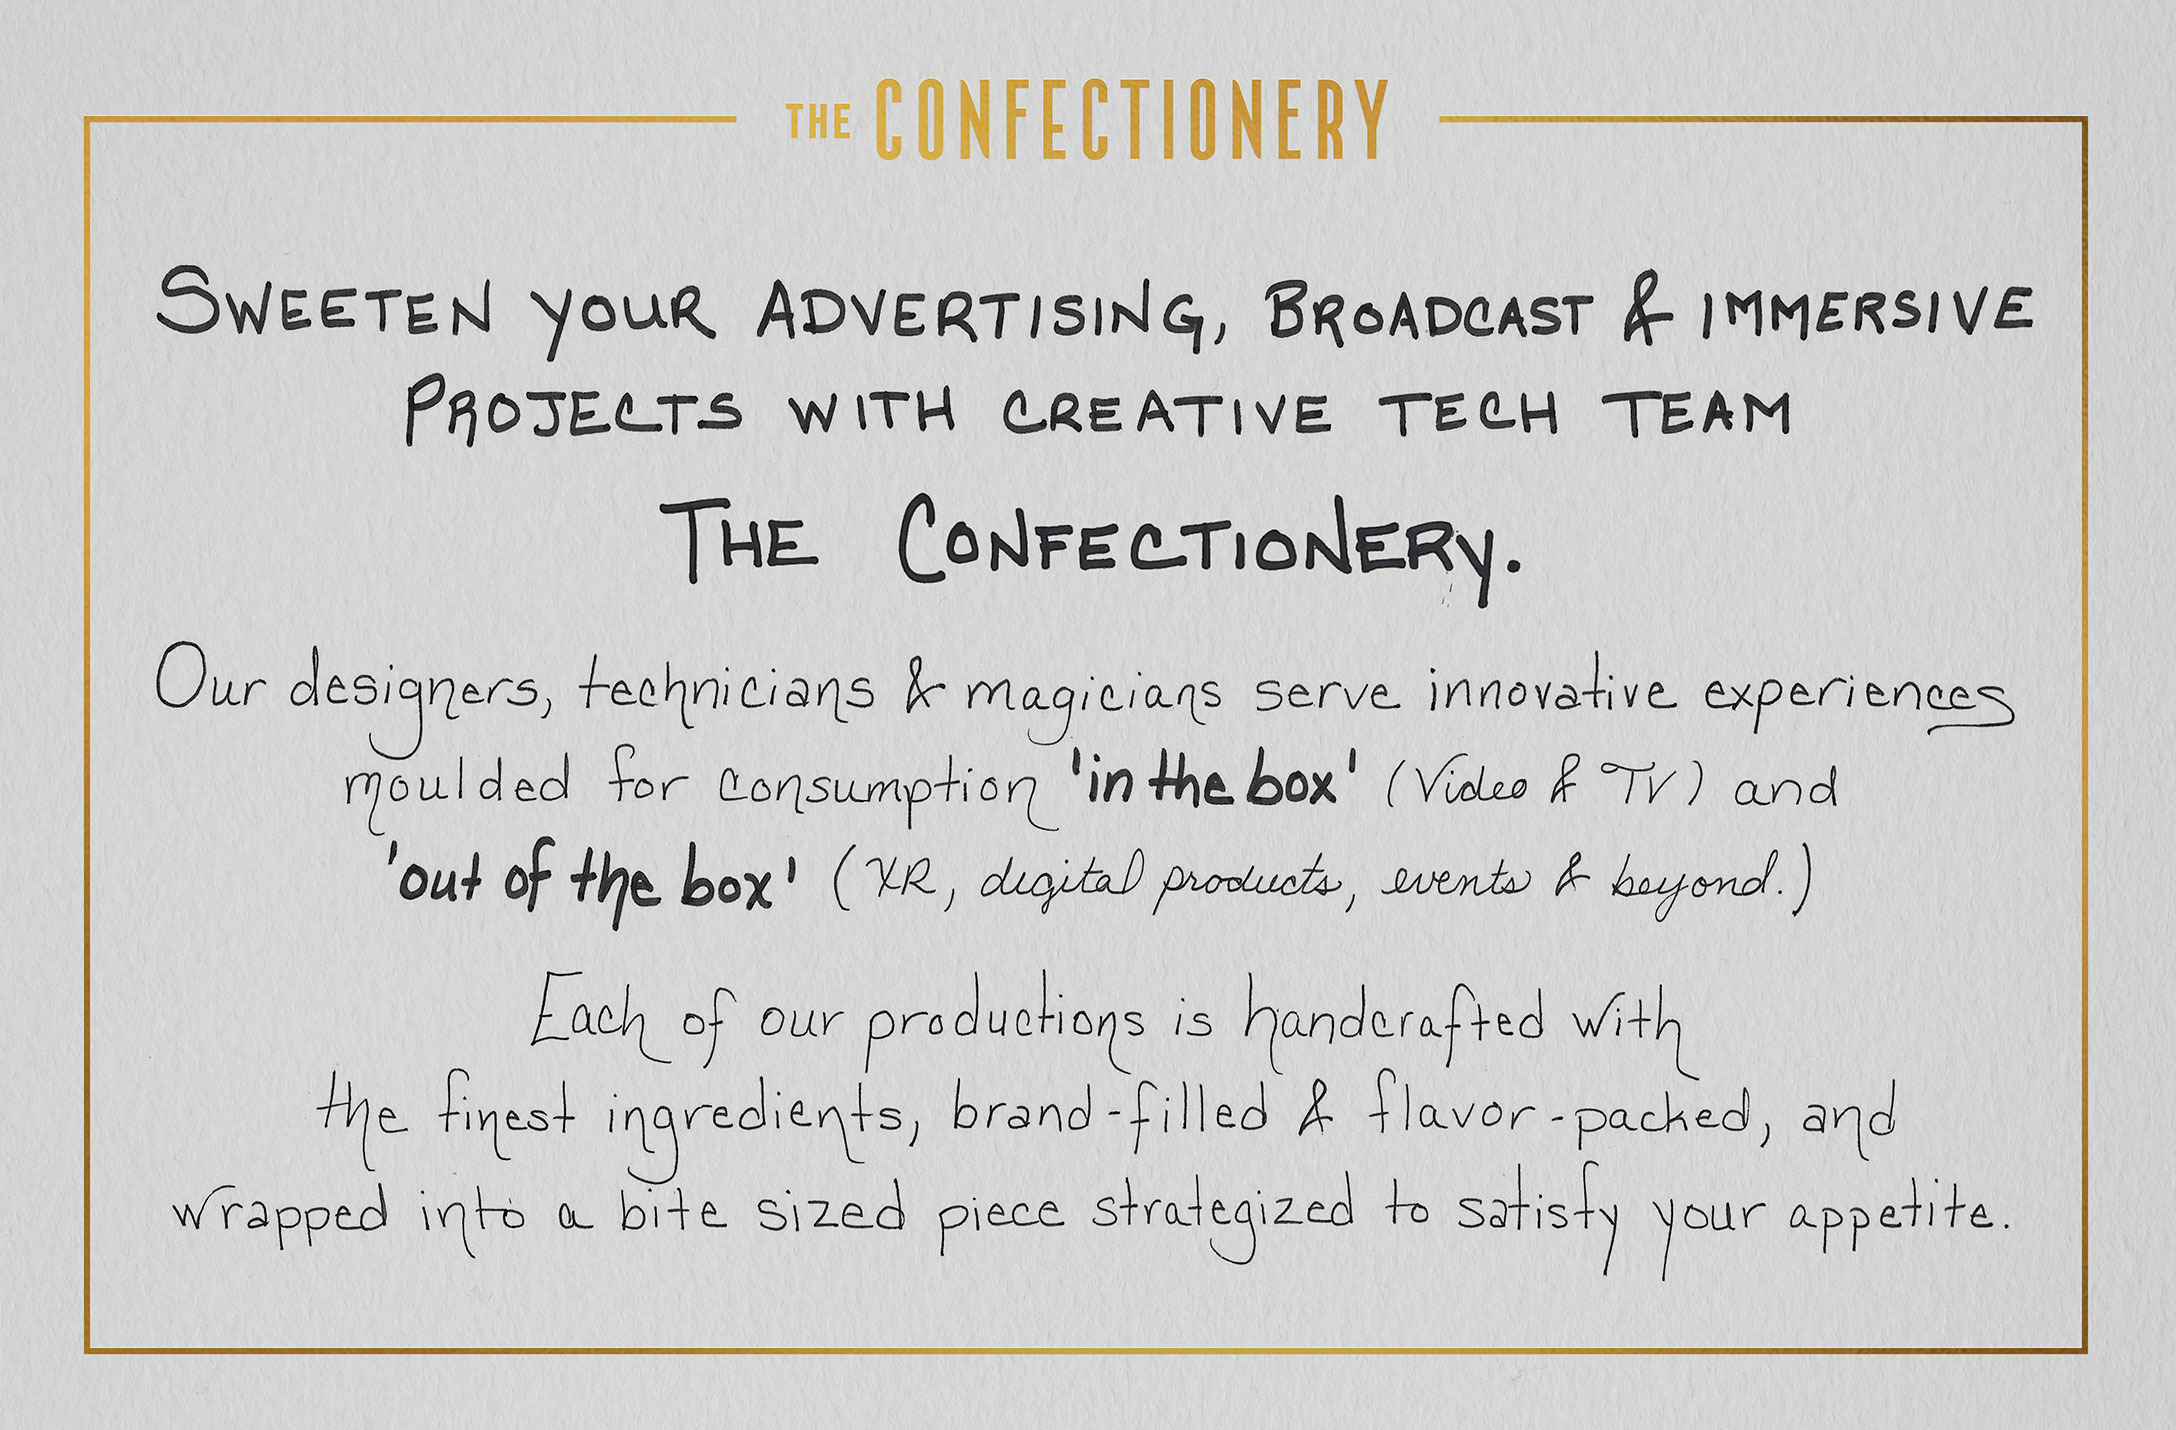 THE CONFECTIONERY
SWEETEN YOUR ADVERTISING, BROADCAST & IMMERSIVE
PROJECTS WITH CREATIVE TECH TEAM
THE CONFECTIONERY.
Our designers, technicians & magicians serve innovative experiences
moulded for consumption 'in the box' (Video & TV) and
'out of the box' (XR, digital products, events & beyond.)
Each of our productions is handcrafted with
the finest ingredients, brand-filled & flavor-packed, and
wrapped into a bite sized piece strategized to satisfy your appetite.